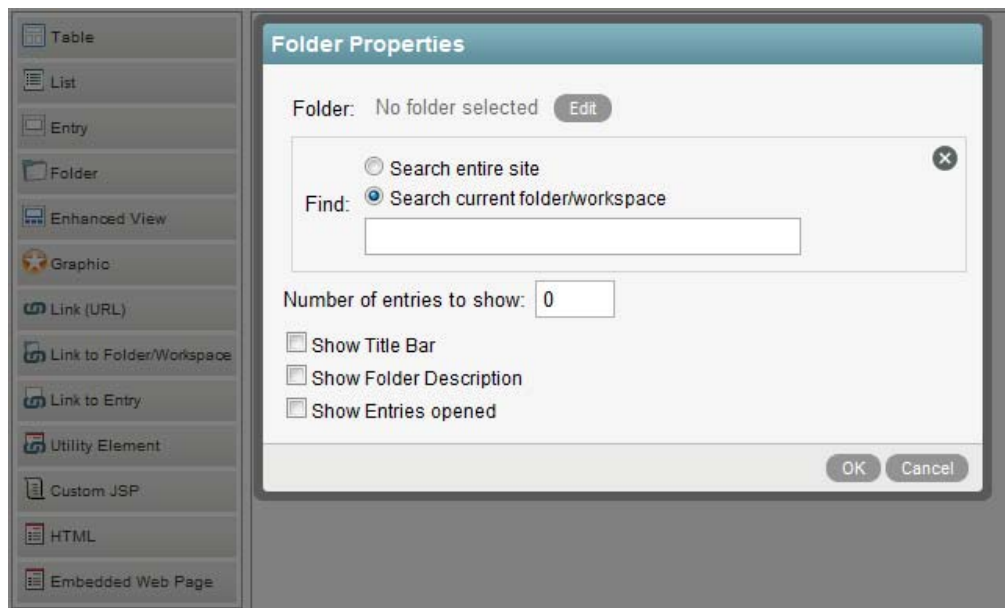 Table
List
Entry
Folder
Enhanced View
Graphic
Link (URL)
Link to Folder/Workspace
Link to Entry
Utility Element
Custom JSP
HTML
Embedded Web Page
Folder Properties
Folder: No folder selected Edit
Search entire site
Find: Search current folder/workspace
Number of entries to show: 0
Show Title Bar
Show Folder Description
Show Entries opened
OK Cancel